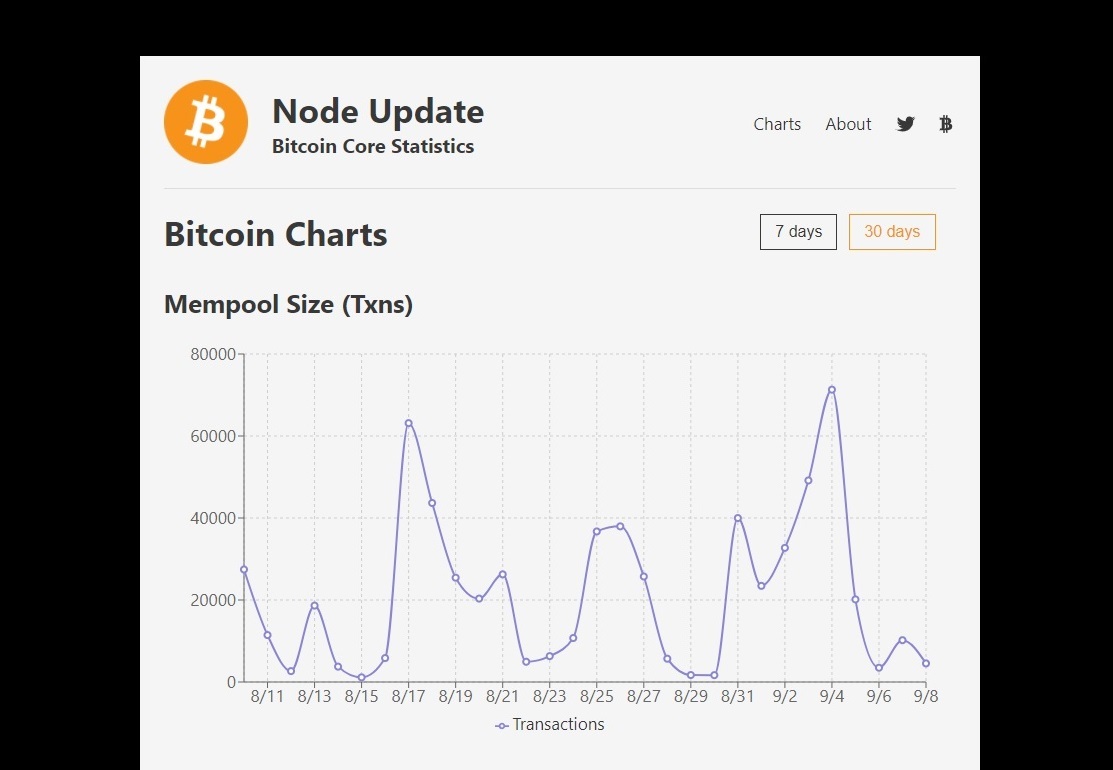 Node Update
Bitcoin Core Statistics
Charts About
Bitcoin Charts
7 days 30 days
Mempool Size (Txns)
80000
60000
40000
20000
0
8/11 8/13 8/15 8/17 8/19 8/21 8/23 8/25 8/27 8/29 8/31 9/2 9/4 9/6 9/8
Transactions